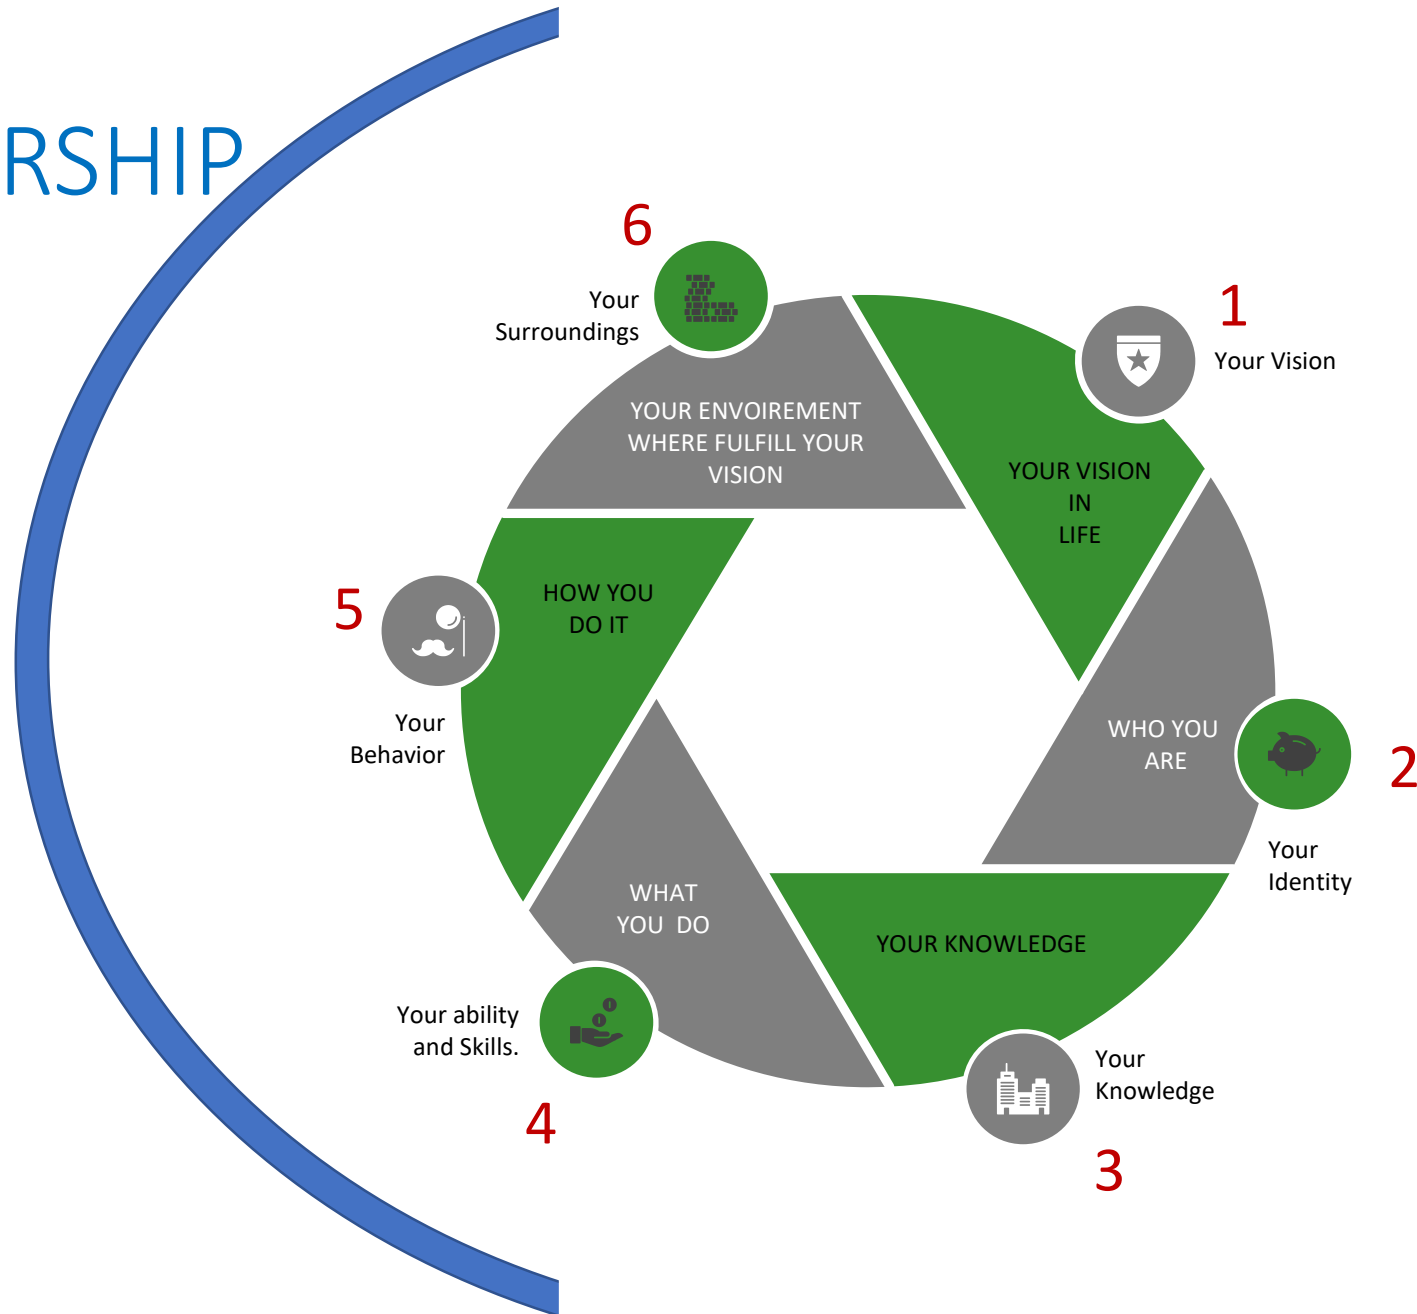 RSHIP
6
Your
Surroundings
YOUR ENVOIREMENT
WHERE FULFILL YOUR
VISION
1
Your Vision
YOUR VISION
IN
LIFE
WHO YOU
ARE
2
Your
Identity
YOUR KNOWLEDGE
Your
Knowledge
3
WHAT
YOU  DO
Your ability
and Skills.
4
HOW YOU
DO IT
5
Your
Behavior